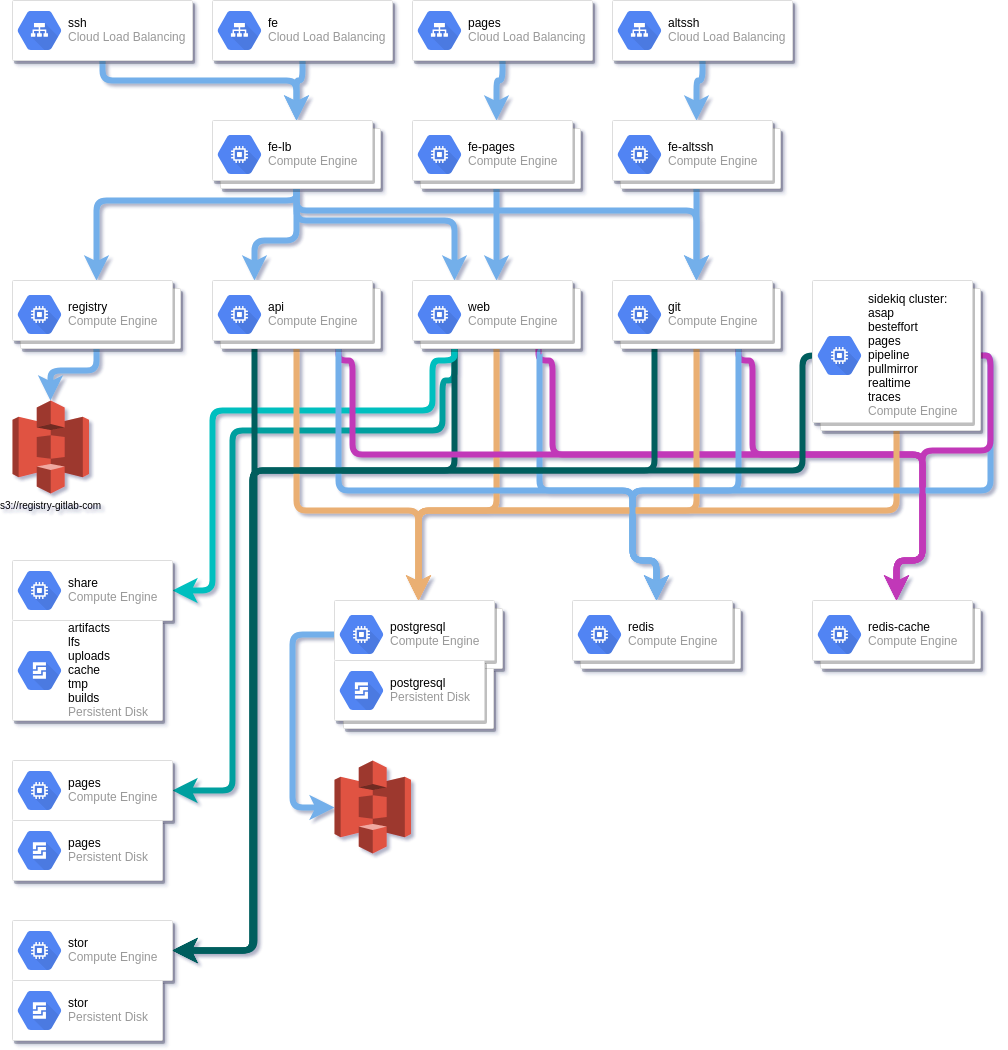 ssh
Cloud Load Balancing
fe
Cloud Load Balancing
pages
Cloud Load Balancing
altssh
Cloud Load Balancing
fe-lb
Compute Engine
fe-pages
Compute Engine
fe-altssh
Compute Engine
registry
Compute Engine
api
Compute Engine
web
Compute Engine
git
Compute Engine
sidekiq cluster:
asap
besteffort
pages
pipeline
pullmirror
realtime
traces
Compute Engine
s3://registry-gitlab-com
share
Compute Engine
artifacts
lfs
uploads
cache
tmp
builds
Persistent Disk
postgresql
Compute Engine
postgresql
Persistent Disk
redis
Compute Engine
redis-cache
Compute Engine
pages
Compute Engine
pages
Persistent Disk
stor
Compute Engine
stor
Persistent Disk